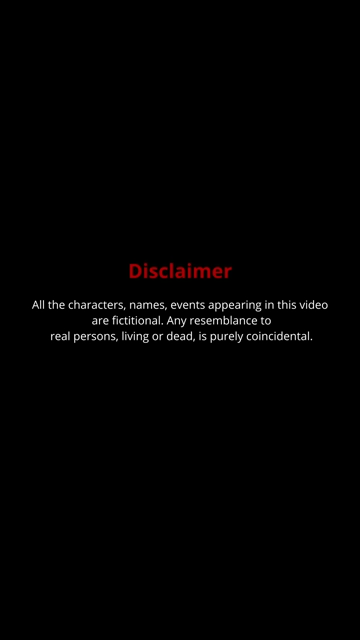 Disclaimer
All the characters, names, events appearing in this video
are fictitional. Any resemblance to
real persons, living or dead, is purely coincidental.